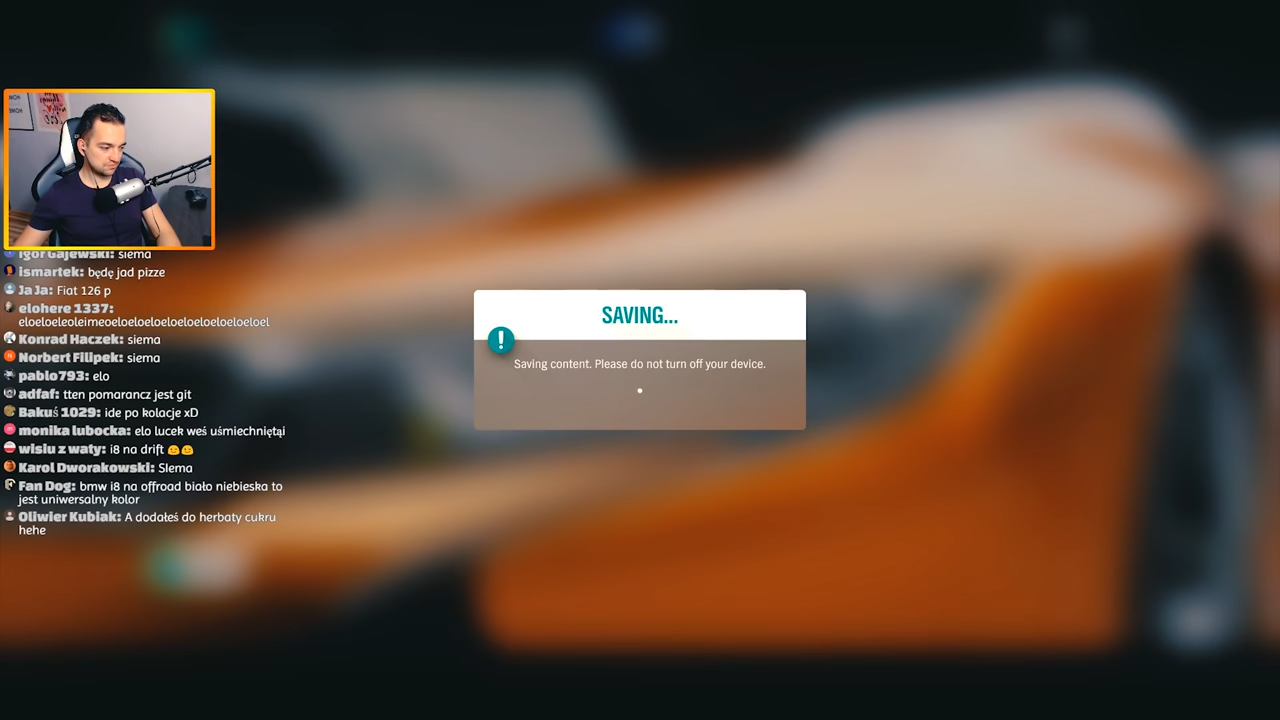 Igor Gajewski: siema
ismartek: będę jad pizze
Ja Ja: Fiat 126 p
elohere 1337:
eloeloeleoleimeoeloeloeloeloeloeloeloeloeloel
Konrad Haczek: siema
Norbert Filipek: siema
pablo793: elo
adfaf: tten pomarancz jest git
Bakuś 1029: ide po kolacje xD
monika lubocka: elo lucek weś uśmiechniętąi
wisiu z waty: i8 na drift
Karol Dworakowski: SIema
Fan Dog: bmw i8 na offroad biało niebieska to
jest uniwersalny kolor
Oliwier Kubiak: A dodałeś do herbaty cukru
hehe
SAVING...
!
Saving content. Please do not turn off your device.